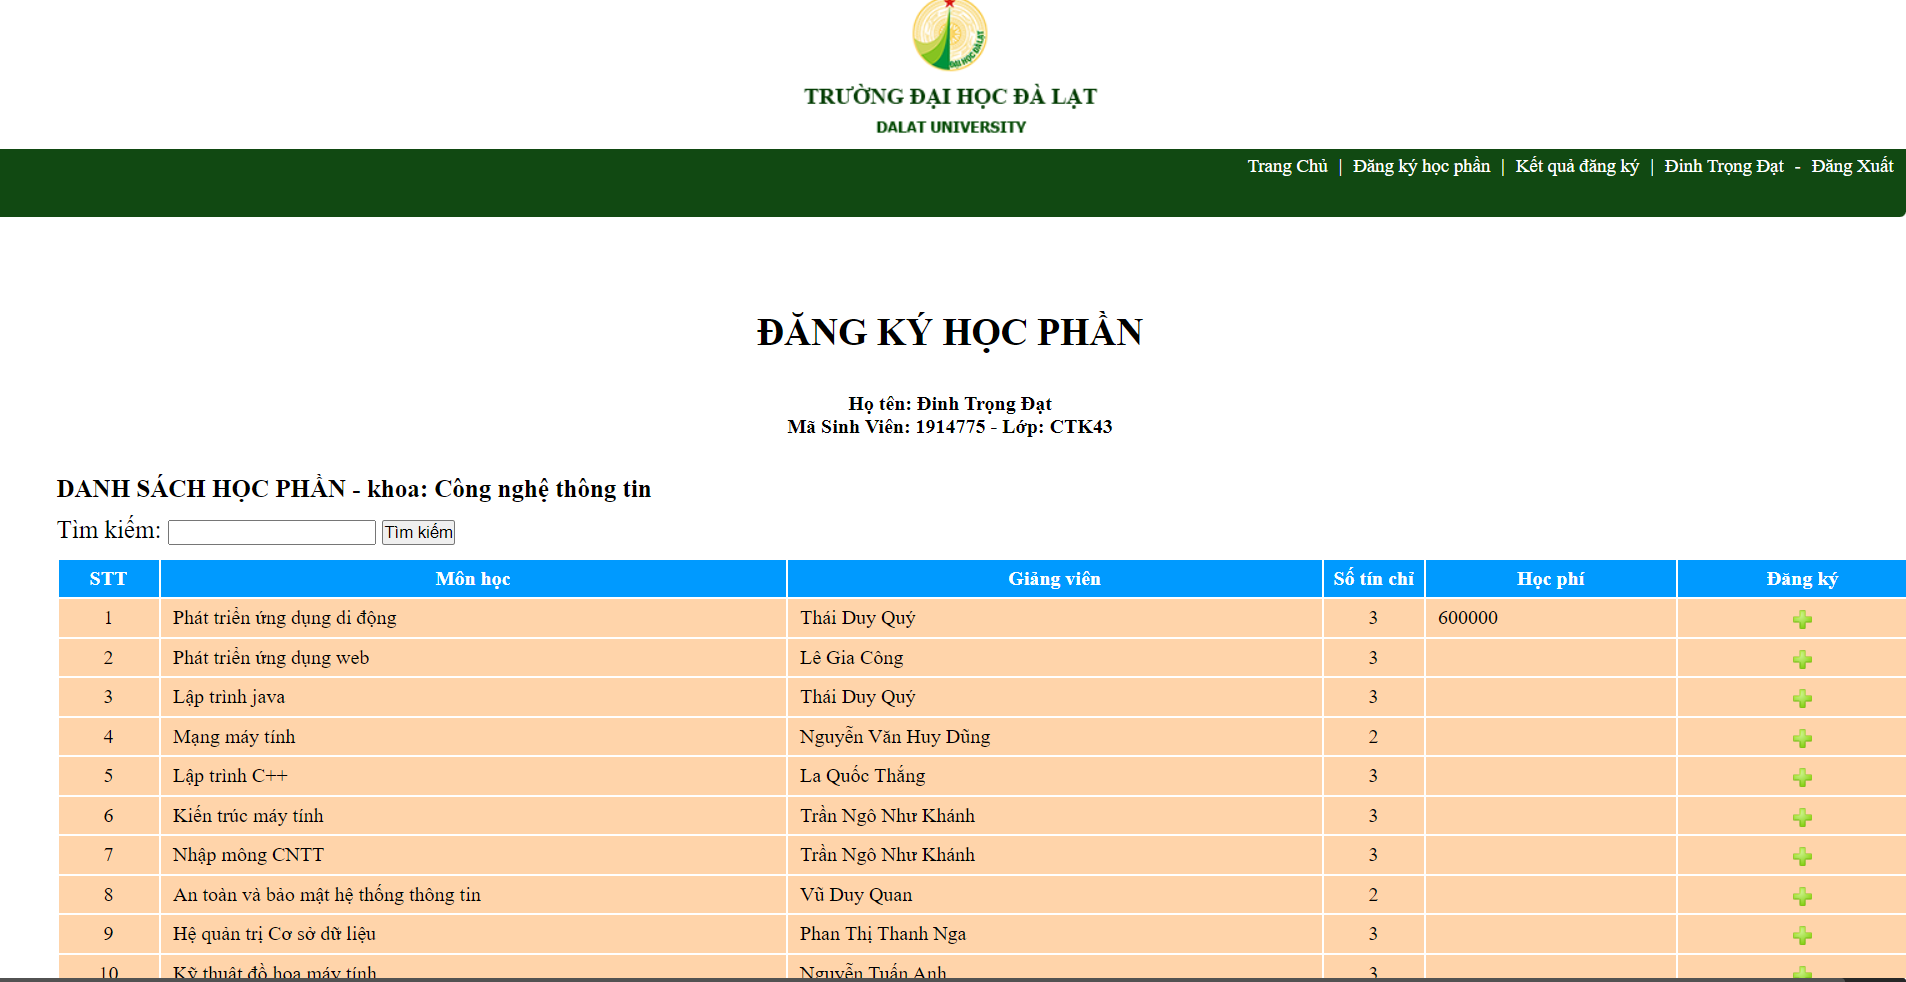 ĐẠI HỌC ĐÀ LẠT
TRƯỜNG ĐẠI HỌC ĐÀ LẠT
DALAT UNIVERSITY
Trang Chủ | Đăng ký học phần | Kết quả đăng ký | Đinh Trọng Đạt - Đăng Xuất
ĐĂNG KÝ HỌC PHẦN
Họ tên: Đinh Trọng Đạt
Mã Sinh Viên: 1914775 - Lớp: CTK43
DANH SÁCH HỌC PHẦN - khoa: Công nghệ thông tin
Tìm kiếm: Tìm kiếm
STT Môn học Giảng viên Số tín chỉ Học phí Đăng ký
1 Phát triển ứng dụng di động Thái Duy Quý 3 600000
2 Phát triển ứng dụng web Lê Gia Công 3
3 Lập trình java Thái Duy Quý 3
4 Mạng máy tính Nguyễn Văn Huy Dũng 2
5 Lập trình C++ La Quốc Thắng 3
6 Kiến trúc máy tính Trần Ngô Như Khánh 3
7 Nhập mông CNTT Trần Ngô Như Khánh 3
8 An toàn và bảo mật hệ thống thông tin Vũ Duy Quan 2
9 Hệ quản trị Cơ sở dữ liệu Phan Thị Thanh Nga 3
10 Kỹ thuật đồ họa máy tính Nguyễn Tuấn Anh 3